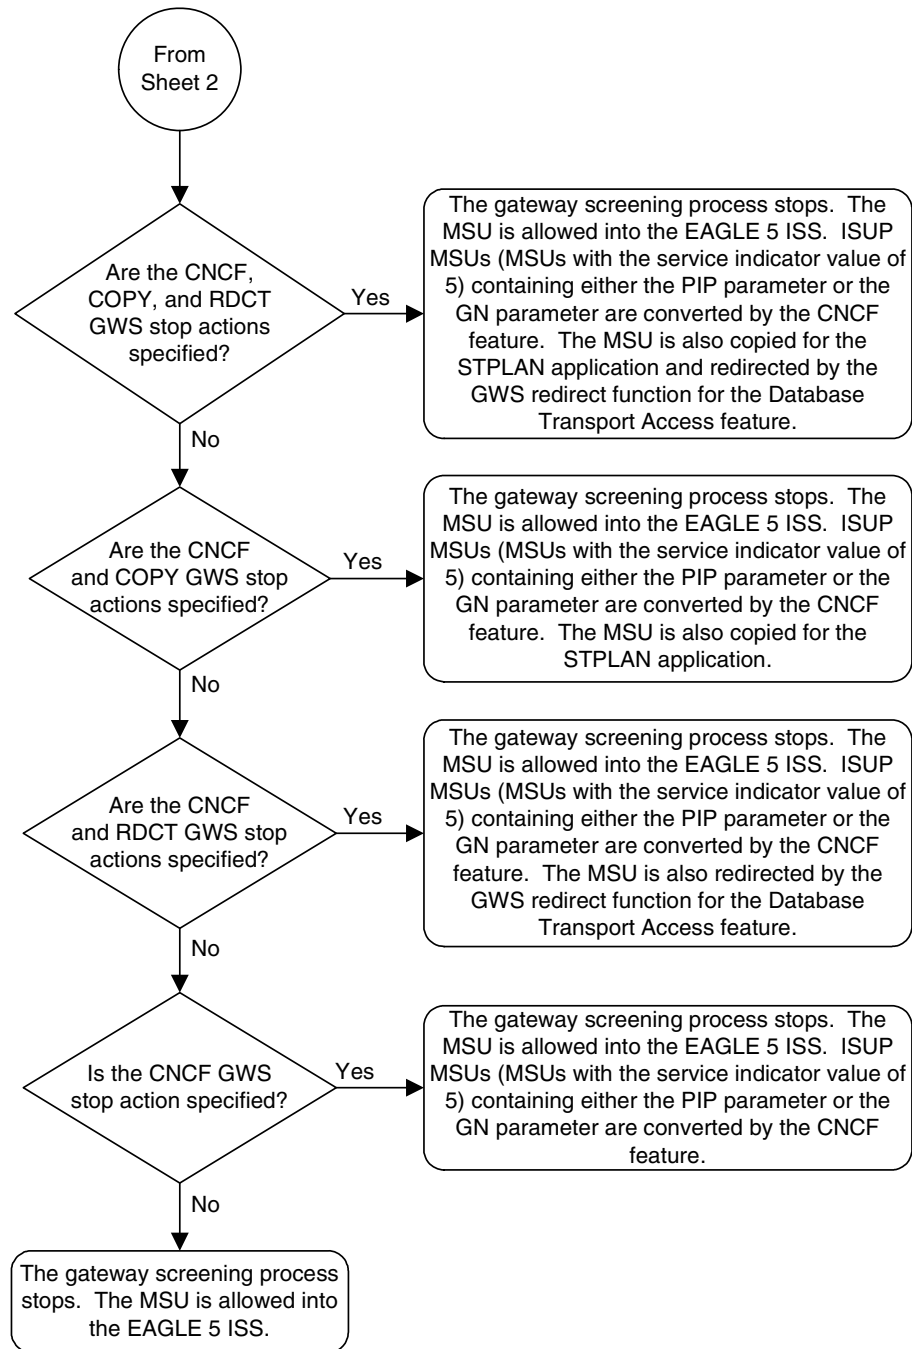 From
Sheet 2
Are the CNCF,
COPY, and RDCT
GWS stop actions
specified?
Yes
The gateway screening process stops.  The
MSU is allowed into the EAGLE 5 ISS.  ISUP
MSUs (MSUs with the service indicator value of
5) containing either the PIP parameter or the
GN parameter are converted by the CNCF
feature.  The MSU is also copied for the
STPLAN application and redirected by the
GWS redirect function for the Database
Transport Access feature.
No
Are the CNCF
and COPY GWS stop
actions specified?
Yes
The gateway screening process stops.  The
MSU is allowed into the EAGLE 5 ISS.  ISUP
MSUs (MSUs with the service indicator value of
5) containing either the PIP parameter or the
GN parameter are converted by the CNCF
feature.  The MSU is also copied for the
STPLAN application.
No
Are the CNCF
and RDCT GWS stop
actions specified?
Yes
The gateway screening process stops.  The
MSU is allowed into the EAGLE 5 ISS.  ISUP
MSUs (MSUs with the service indicator value of
5) containing either the PIP parameter or the
GN parameter are converted by the CNCF
feature.  The MSU is also redirected by the
GWS redirect function for the Database
Transport Access feature.
No
Is the CNCF GWS
stop action specified?
Yes
The gateway screening process stops.  The
MSU is allowed into the EAGLE 5 ISS.  ISUP
MSUs (MSUs with the service indicator value of
5) containing either the PIP parameter or the
GN parameter are converted by the CNCF
feature.
No
The gateway screening process
stops.  The MSU is allowed into
the EAGLE 5 ISS.